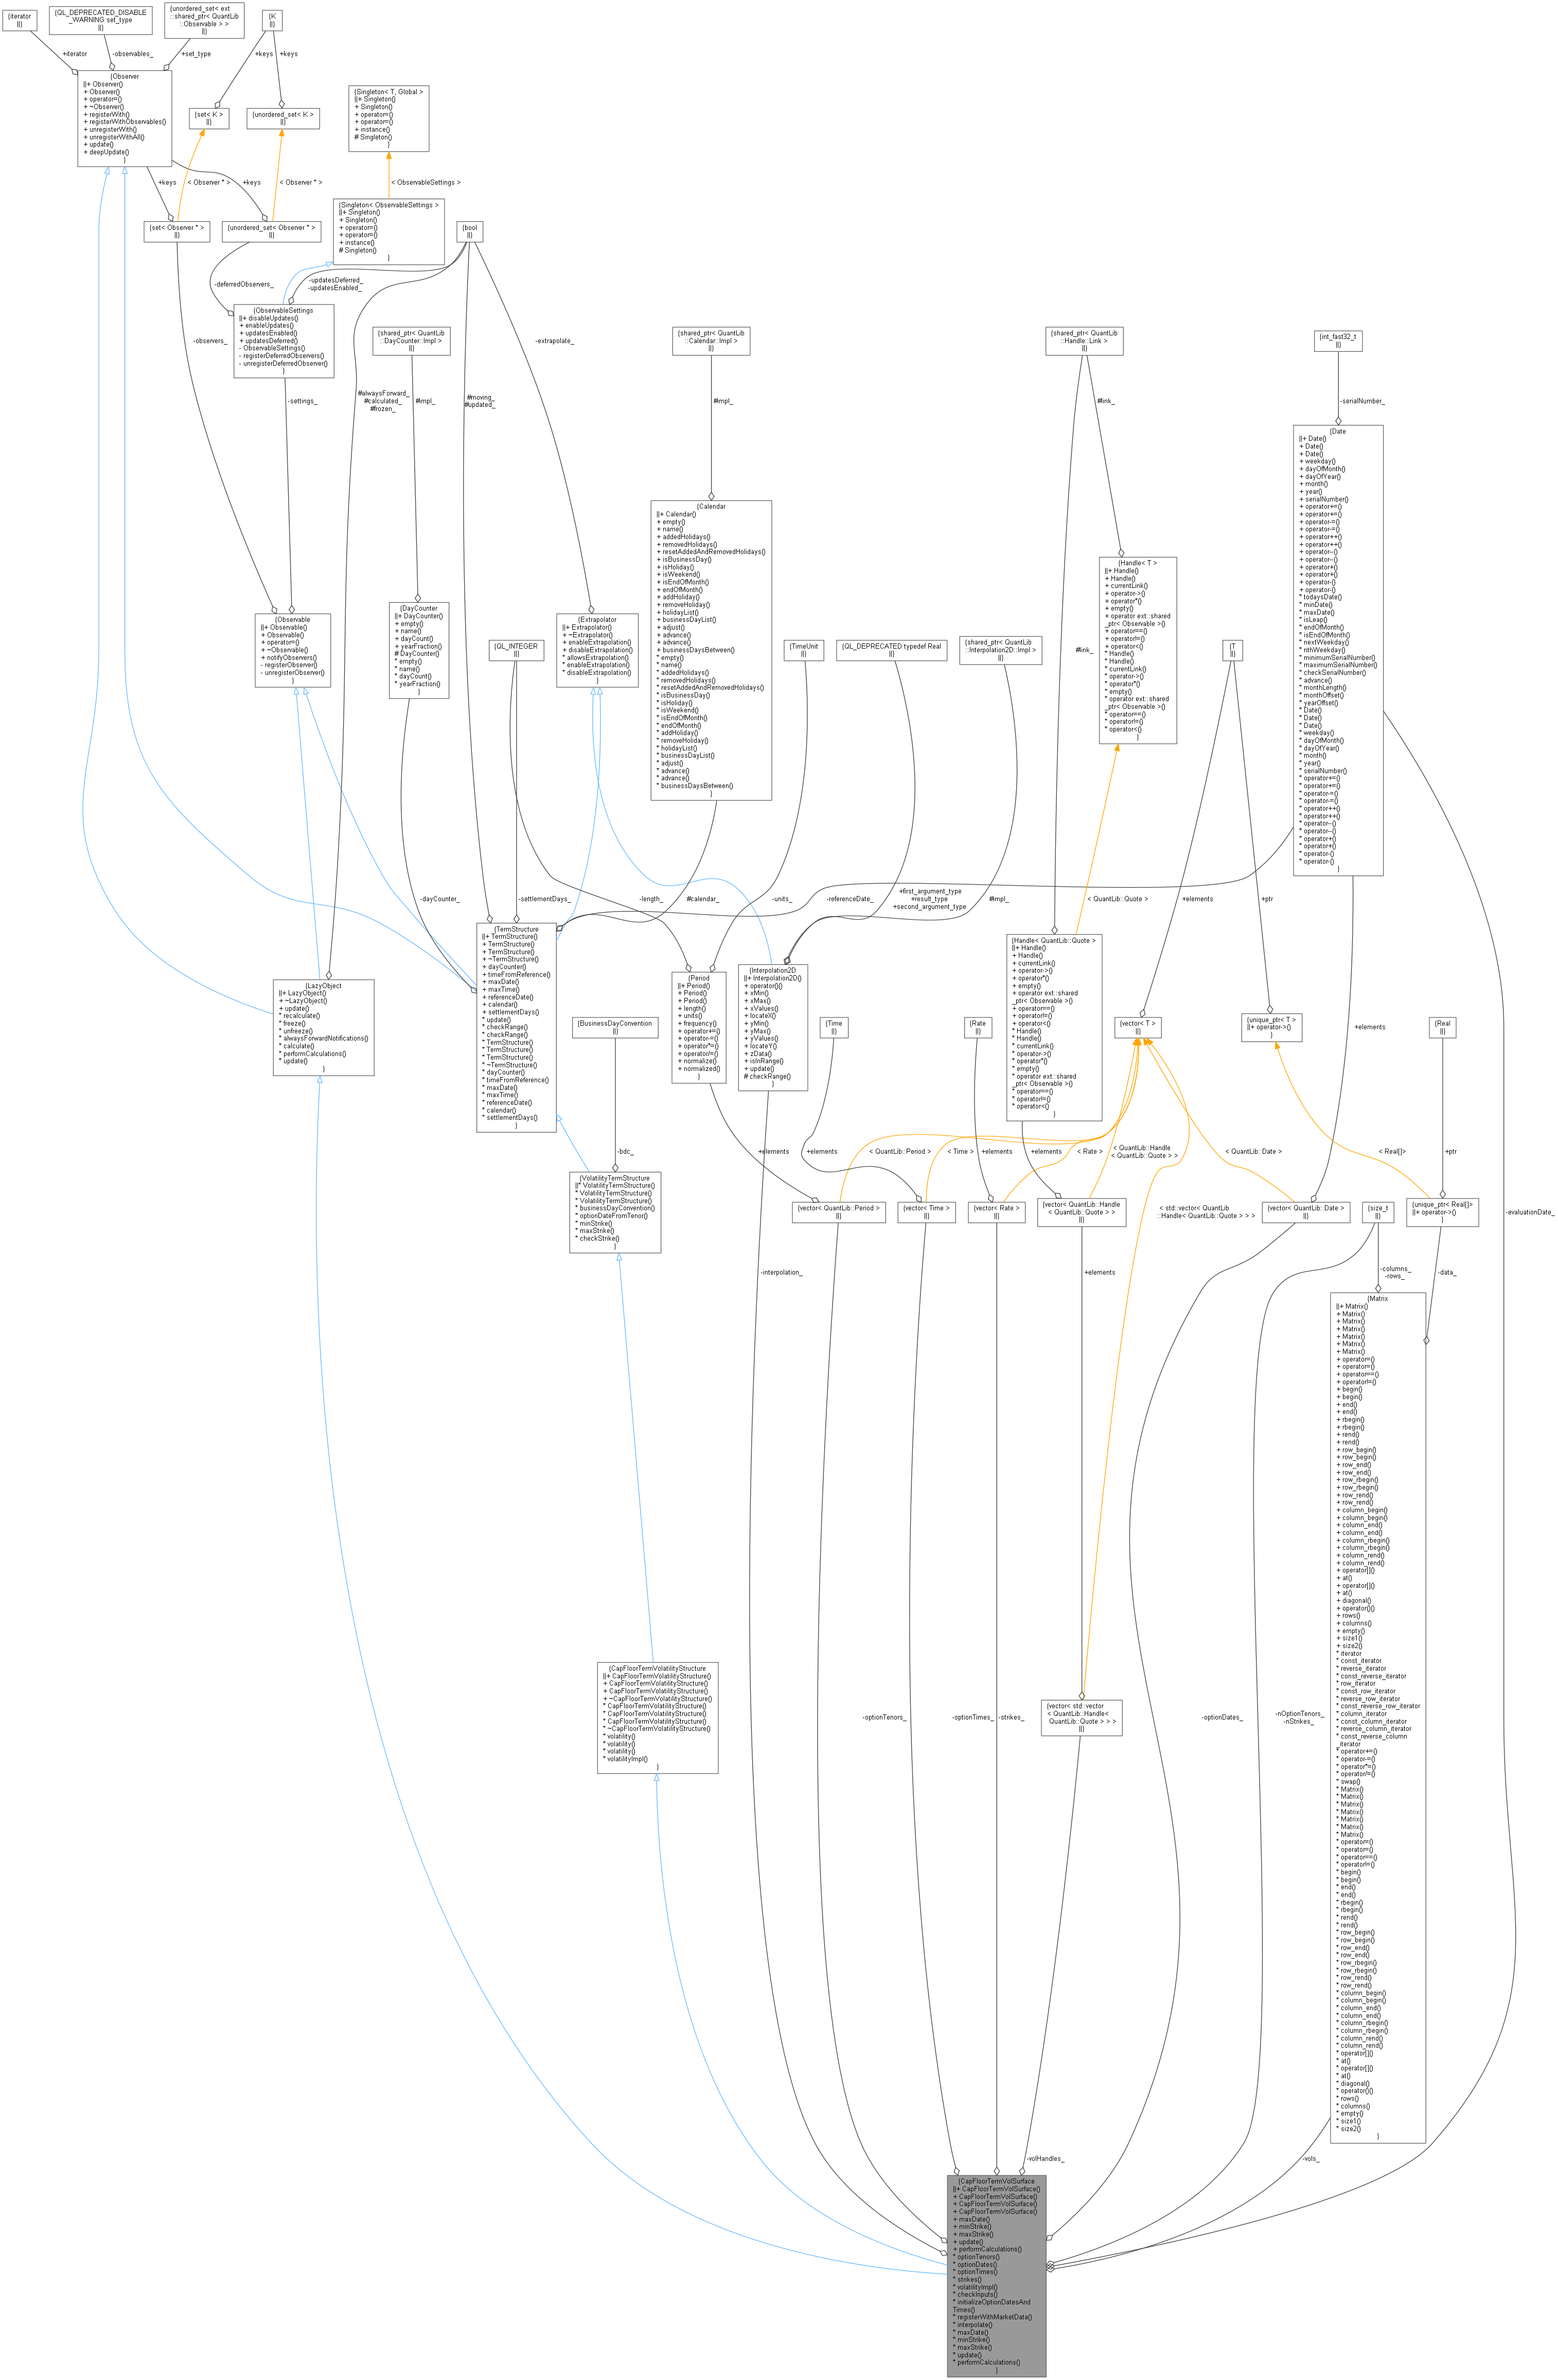 {iterator
||}
{QL_DEPRECATED_DISABLE
_WARNING set_type
||}
{unordered_set< ext
::shared_ptr< QuantLib
::Observable > >
||}
{K
||}
+iterator
-observables_
+set_type
+keys
+keys
{Observer
||+ Observer()
+ Observer()
+ operator=()
+ ~Observer()
+ registerWith()
+ registerWithObservables()
+ unregisterWith()
+ unregisterWithAll()
+ update()
+ deepUpdate()
}
{set< K >
||}
{unordered_set< K >
||}
{Singleton< T, Global >
||+ Singleton()
+ Singleton()
+ operator=()
+ operator=()
+ instance()
# Singleton()
}
+keys
< Observer * >
+keys
< Observer * >
< ObservableSettings >
{set< Observer * >
||}
{unordered_set< Observer * >
||}
{Singleton< ObservableSettings >
||+ Singleton()
+ Singleton()
+ operator=()
+ operator=()
+ instance()
# Singleton()
}
{bool
||}
-deferredObservers_
-updatesDeferred_
-updatesEnabled_
{ObservableSettings
||+ disableUpdates()
+ enableUpdates()
+ updatesEnabled()
+ updatesDeferred()
- ObservableSettings()
- registerDeferredObservers()
- unregisterDeferredObserver()
}
{shared_ptr< QuantLib
::DayCounter::Impl >
||}
{shared_ptr< QuantLib
::Calendar::Impl >
||}
{shared_ptr< QuantLib
::Handle::Link >
||}
{int_fast32_t
||}
-observers_
-extrapolate_
-settings_
#alwaysForward_
#calculated_
#frozen_
#impl_
#moving_
#updated_
#impl_
#link_
-serialNumber_
{Date
||+ Date()
+ Date()
+ Date()
+ weekday()
+ dayOfMonth()
+ dayOfYear()
+ month()
+ year()
+ serialNumber()
+ operator+=()
+ operator+=()
+ operator-=()
+ operator-=()
+ operator++()
+ operator++()
+ operator--()
+ operator--()
+ operator+()
+ operator+()
+ operator-()
+ operator-()
* todaysDate()
* minDate()
* maxDate()
* isLeap()
* endOfMonth()
* isEndOfMonth()
* nextWeekday()
* nthWeekday()
* minimumSerialNumber()
* maximumSerialNumber()
* checkSerialNumber()
* advance()
* monthLength()
* monthOffset()
* yearOffset()
* Date()
* Date()
* Date()
* weekday()
* dayOfMonth()
* dayOfYear()
* month()
* year()
* serialNumber()
* operator+=()
* operator+=()
* operator-=()
* operator-=()
* operator++()
* operator++()
* operator--()
* operator--()
* operator+()
* operator+()
* operator-()
* operator-()
}
{Calendar
||+ Calendar()
+ empty()
+ name()
+ addedHolidays()
+ removedHolidays()
+ resetAddedAndRemovedHolidays()
+ isBusinessDay()
+ isHoliday()
+ isWeekend()
+ isEndOfMonth()
+ endOfMonth()
+ addHoliday()
+ removeHoliday()
+ holidayList()
+ businessDayList()
+ adjust()
+ advance()
+ advance()
+ businessDaysBetween()
* empty()
* name()
* addedHolidays()
* removedHolidays()
* resetAddedAndRemovedHolidays()
* isBusinessDay()
* isHoliday()
* isWeekend()
* isEndOfMonth()
* endOfMonth()
* addHoliday()
* removeHoliday()
* holidayList()
* businessDayList()
* adjust()
* advance()
* advance()
* businessDaysBetween()
}
{Handle< T >
||+ Handle()
+ Handle()
+ currentLink()
+ operator->()
+ operator*()
+ empty()
+ operator ext::shared
_ptr< Observable >()
+ operator==()
+ operator!=()
+ operator<()
* Handle()
* Handle()
* currentLink()
* operator->()
* operator*()
* empty()
* operator ext::shared
_ptr< Observable >()
* operator==()
* operator!=()
* operator<()
}
#link_
{Observable
||+ Observable()
+ Observable()
+ operator=()
+ ~Observable()
+ notifyObservers()
- registerObserver()
- unregisterObserver()
}
{DayCounter
||+ DayCounter()
+ empty()
+ name()
+ dayCount()
+ yearFraction()
# DayCounter()
* empty()
* name()
* dayCount()
* yearFraction()
}
{Extrapolator
||+ Extrapolator()
+ ~Extrapolator()
+ enableExtrapolation()
+ disableExtrapolation()
+ allowsExtrapolation()
* enableExtrapolation()
* disableExtrapolation()
}
{QL_INTEGER
||}
{TimeUnit
||}
{QL_DEPRECATED typedef Real
||}
{shared_ptr< QuantLib
::Interpolation2D::Impl >
||}
{T
||}
-dayCounter_
-settlementDays_
-length_
#calendar_
-units_
-referenceDate_
+first_argument_type
+result_type
+second_argument_type
#impl_
< QuantLib::Quote >
+elements
+ptr
{TermStructure
||+ TermStructure()
+ TermStructure()
+ TermStructure()
+ ~TermStructure()
+ dayCounter()
+ timeFromReference()
+ maxDate()
+ maxTime()
+ referenceDate()
+ calendar()
+ settlementDays()
* update()
* checkRange()
* checkRange()
* TermStructure()
* TermStructure()
* TermStructure()
* ~TermStructure()
* dayCounter()
* timeFromReference()
* maxDate()
* maxTime()
* referenceDate()
* calendar()
* settlementDays()
}
{Handle< QuantLib::Quote >
||+ Handle()
+ Handle()
+ currentLink()
+ operator->()
+ operator*()
+ empty()
+ operator ext::shared
_ptr< Observable >()
+ operator==()
+ operator!=()
+ operator<()
* Handle()
* Handle()
* currentLink()
* operator->()
* operator*()
* empty()
* operator ext::shared
_ptr< Observable >()
* operator==()
* operator!=()
* operator<()
}
{LazyObject
||+ LazyObject()
+ ~LazyObject()
+ update()
* recalculate()
* freeze()
* unfreeze()
* alwaysForwardNotifications()
* calculate()
* performCalculations()
* update()
}
{Period
||+ Period()
+ Period()
+ Period()
+ length()
+ units()
+ frequency()
+ operator+=()
+ operator-=()
+ operator*=()
+ operator/=()
+ normalize()
+ normalized()
}
{Interpolation2D
||+ Interpolation2D()
+ operator()()
+ xMin()
+ xMax()
+ xValues()
+ locateX()
+ yMin()
+ yMax()
+ yValues()
+ locateY()
+ zData()
+ isInRange()
+ update()
# checkRange()
}
{BusinessDayConvention
||}
{Time
||}
{Rate
||}
{vector< T >
||}
{unique_ptr< T >
||+ operator->()
}
{Real
||}
+elements
-bdc_
+elements
< QuantLib::Period >
+elements
< Time >
+elements
< Rate >
+elements
< QuantLib::Handle
< QuantLib::Quote > >
< QuantLib::Date >
< Real[]>
+ptr
{VolatilityTermStructure
||* VolatilityTermStructure()
* VolatilityTermStructure()
* VolatilityTermStructure()
* businessDayConvention()
* optionDateFromTenor()
* minStrike()
* maxStrike()
* checkStrike()
}
{vector< QuantLib::Period >
||}
{vector< Time >
||}
{vector< Rate >
||}
{vector< QuantLib::Handle
< QuantLib::Quote > >
||}
< std::vector< QuantLib
::Handle< QuantLib::Quote > > >
{vector< QuantLib::Date >
||}
{size_t
||}
{unique_ptr< Real[]>
||+ operator->()
}
-evaluationDate_
-interpolation_
+elements
-columns_
-rows_
-data_
{Matrix
||+ Matrix()
+ Matrix()
+ Matrix()
+ Matrix()
+ Matrix()
+ Matrix()
+ Matrix()
+ operator=()
+ operator=()
+ operator==()
+ operator!=()
+ begin()
+ begin()
+ end()
+ end()
+ rbegin()
+ rbegin()
+ rend()
+ rend()
+ row_begin()
+ row_begin()
+ row_end()
+ row_end()
+ row_rbegin()
+ row_rbegin()
+ row_rend()
+ row_rend()
+ column_begin()
+ column_begin()
+ column_end()
+ column_end()
+ column_rbegin()
+ column_rbegin()
+ column_rend()
+ column_rend()
+ operator[]()
+ at()
+ operator[]()
+ at()
+ diagonal()
+ operator()()
+ rows()
+ columns()
+ empty()
+ size1()
+ size2()
* iterator
* const_iterator
* reverse_iterator
* const_reverse_iterator
* row_iterator
* const_row_iterator
* reverse_row_iterator
* const_reverse_row_iterator
* column_iterator
* const_column_iterator
* reverse_column_iterator
* const_reverse_column
_iterator
* operator+=()
* operator-=()
* operator*=()
* operator/=()
* swap()
* Matrix()
* Matrix()
* Matrix()
* Matrix()
* Matrix()
* Matrix()
* Matrix()
* operator=()
* operator=()
* operator==()
* operator!=()
* begin()
* begin()
* end()
* end()
* rbegin()
* rbegin()
* rend()
* rend()
* row_begin()
* row_begin()
* row_end()
* row_end()
* row_rbegin()
* row_rbegin()
* row_rend()
* row_rend()
* column_begin()
* column_begin()
* column_end()
* column_end()
* column_rbegin()
* column_rbegin()
* column_rend()
* column_rend()
* operator[]()
* at()
* operator[]()
* at()
* diagonal()
* operator()()
* rows()
* columns()
* empty()
* size1()
* size2()
}
{CapFloorTermVolatilityStructure
||+ CapFloorTermVolatilityStructure()
+ CapFloorTermVolatilityStructure()
+ CapFloorTermVolatilityStructure()
+ ~CapFloorTermVolatilityStructure()
* CapFloorTermVolatilityStructure()
* CapFloorTermVolatilityStructure()
* CapFloorTermVolatilityStructure()
* ~CapFloorTermVolatilityStructure()
* volatility()
* volatility()
* volatility()
* volatilityImpl()
}
{vector< std::vector
< QuantLib::Handle<
QuantLib::Quote > > >
||}
-optionTenors_
-optionTimes_
-strikes_
-optionDates_
-nOptionTenors_
-nStrikes_
-volHandles_
-vols_
{CapFloorTermVolSurface
||+ CapFloorTermVolSurface()
+ CapFloorTermVolSurface()
+ CapFloorTermVolSurface()
+ CapFloorTermVolSurface()
+ maxDate()
+ minStrike()
+ maxStrike()
+ update()
+ performCalculations()
* optionTenors()
* optionDates()
* optionTimes()
* strikes()
* volatilityImpl()
* checkInputs()
* initializeOptionDatesAnd
Times()
* registerWithMarketData()
* interpolate()
* maxDate()
* minStrike()
* maxStrike()
* update()
* performCalculations()
}